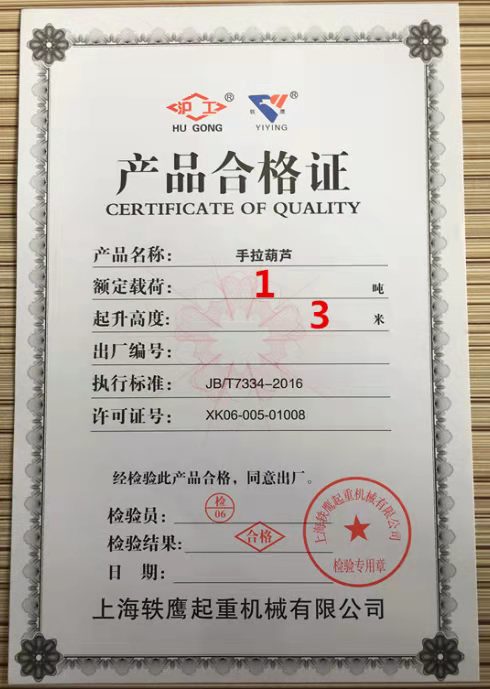 沪工® ®
轶鹰
HU GONG YIYING
产品合格证
CERTIFICATE OF QUALITY
产品名称: 手拉葫芦
额定载荷: 1 吨
起升高度: 3 米
出厂编号:
执行标准: JB/T7334-2016
许可证号: XK06-005-01008
经检验此产品合格,同意出厂。
检验员: 检 06
检验结果: 合格
日 期:
上海轶鹰起重机械有限公司
检验专用章
上海轶鹰起重机械有限公司